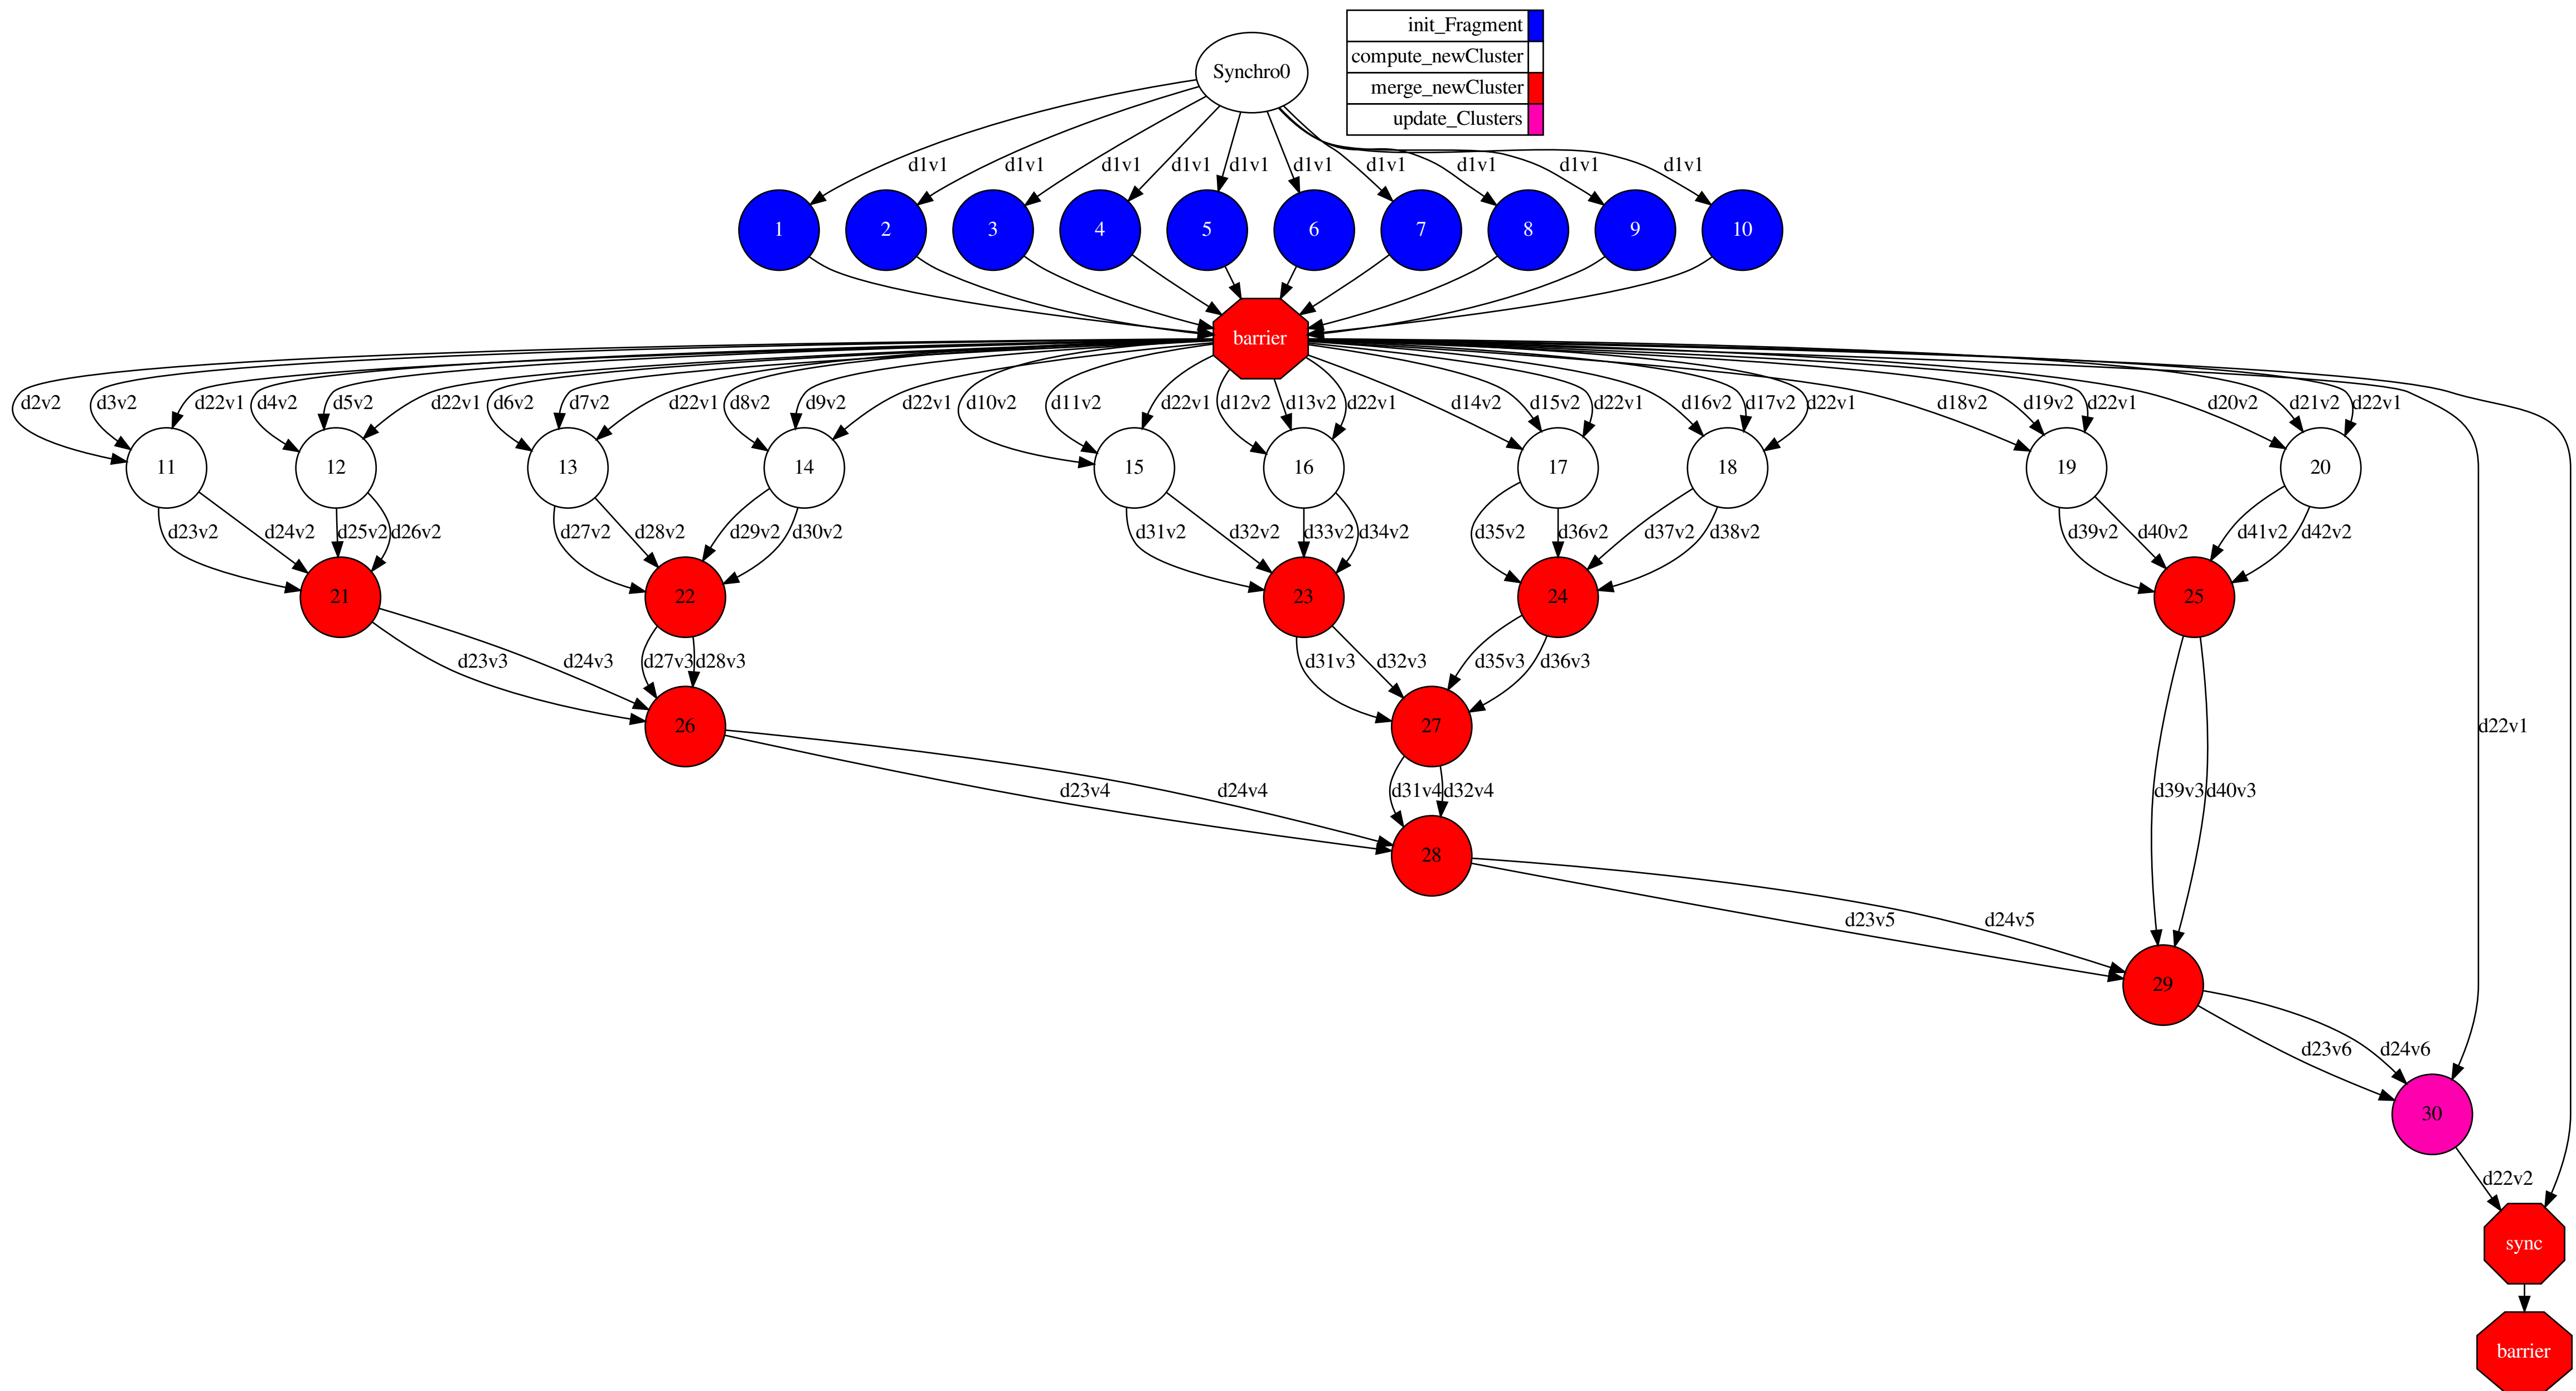 init_Fragment
compute_newCluster
merge_newCluster
update_Clusters
Synchro0
d1v1 d1v1 d1v1 d1v1 d1v1 d1v1 d1v1 d1v1 d1v1 d1v1
1 2 3 4 5 6 7 8 9 10
barrier
d2v2 d3v2 d22v1 d4v2 d5v2 d22v1 d6v2 d7v2 d22v1 d8v2 d9v2 d22v1 d10v2 d11v2 d22v1 d12v2 d13v2 d22v1 d14v2 d15v2 d22v1 d16v2 d17v2 d22v1 d18v2 d19v2 d22v1 d20v2 d21v2 d22v1
11 12 13 14 15 16 17 18 19 20
d23v2 d24v2 d25v2 d26v2 d27v2 d28v2 d29v2 d30v2 d31v2 d32v2 d33v2 d34v2 d35v2 d36v2 d37v2 d38v2 d39v2 d40v2 d41v2 d42v2
21 22 23 24 25
d23v3 d24v3 d27v3 d28v3 d31v3 d32v3 d35v3 d36v3
26 27 d22v1
d23v4 d24v4 d31v4 d32v4 d39v3 d40v3
28
d23v5 d24v5
29
d23v6 d24v6
30
d22v2
sync
barrier